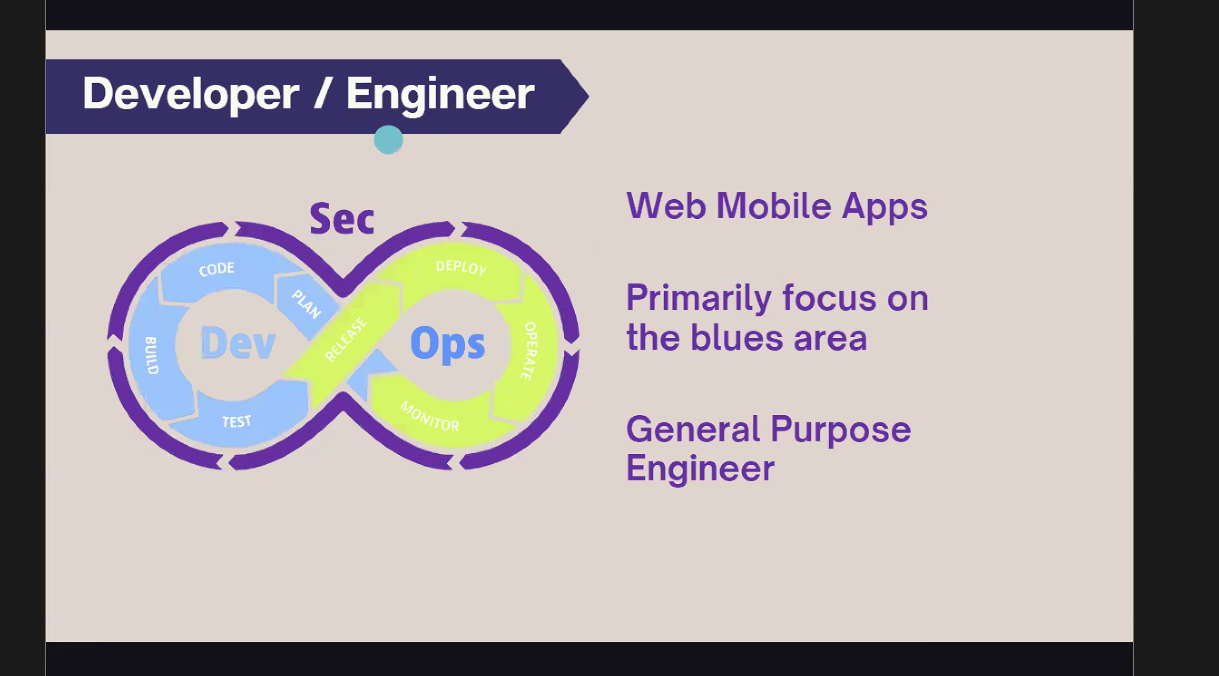 Developer / Engineer
Sec
CODE
PLAN
BUILD
Dev
TEST
RELEASE
DEPLOY
Ops
OPERATE
MONITOR
Web Mobile Apps
Primarily focus on
the blues area
General Purpose
Engineer